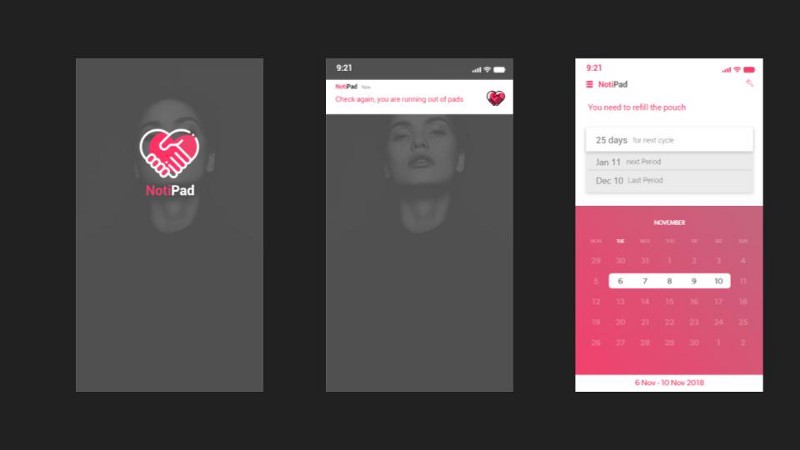 NotiPad
9:21
NotiPad Now
Check again, you are running out of pads
9:21
NotiPad
You need to refill the pouch
25 days for next cycle
Jan 11 next Period
Dec 10 Last Period
NOVEMBER
MON TUE WED THU FRI SAT SUN
29 30 31 1 2 3 4
5 6 7 8 9 10 11
12 13 14 15 16 17 18
19 20 21 22 23 24 25
26 27 28 29 30 1 2
6 Nov - 10 Nov 2018